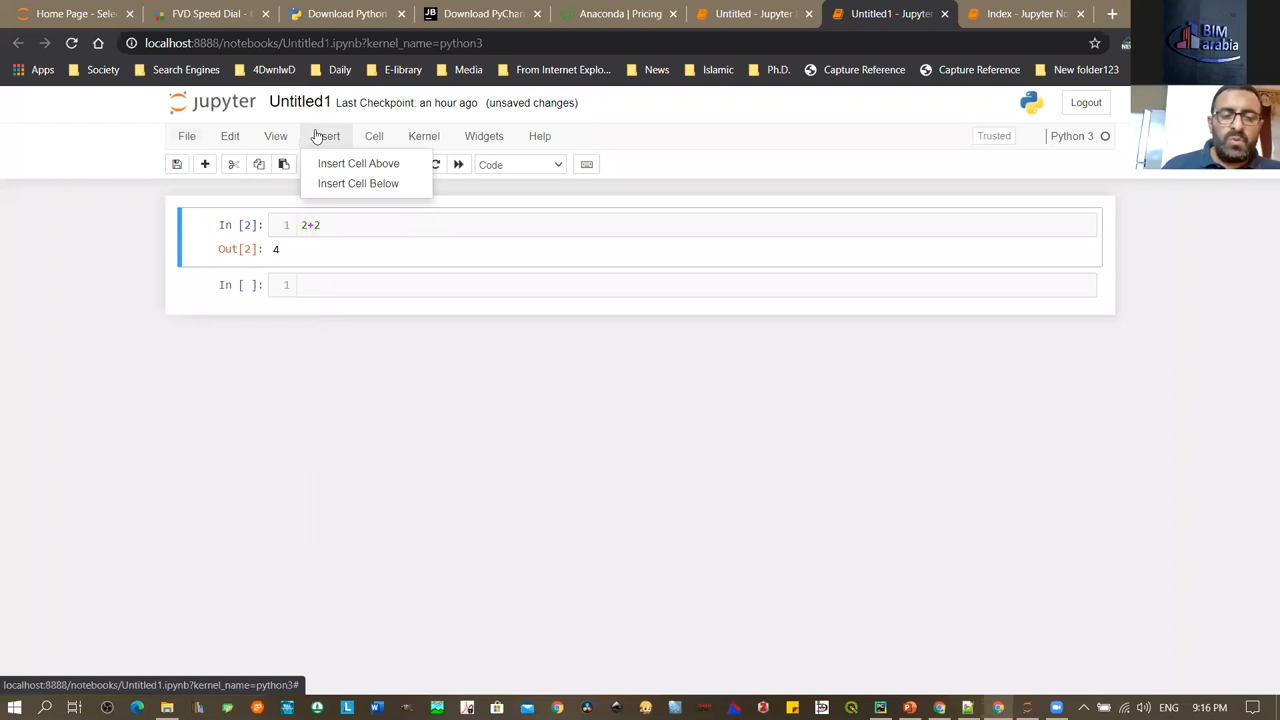 Home Page - Selec
FVD Speed Dial - L
Download Python
Download PyChar
Anaconda | Pricing
Untitled - Jupyter
Untitled1 - Jupyter
Index - Jupyter No
localhost:8888/notebooks/Untitled1.ipynb?kernel_name=python3
Apps
Society
Search Engines
4DwnlwD
Daily
E-library
Media
From Internet Explo...
News
Islamic
Ph.D.
Capture Reference
Capture Reference
New folder123
BIM
arabia
jupyter
Untitled1 Last Checkpoint: an hour ago (unsaved changes)
Logout
File
Edit
View
Insert
Cell
Kernel
Widgets
Help
Trusted
Python 3
Code
Insert Cell Above
Insert Cell Below
In [2]: 1 2+2
Out[2]: 4
In [ ]: 1
localhost:8888/notebooks/Untitled1.ipynb?kernel_name=python3#
ENG
9:16 PM